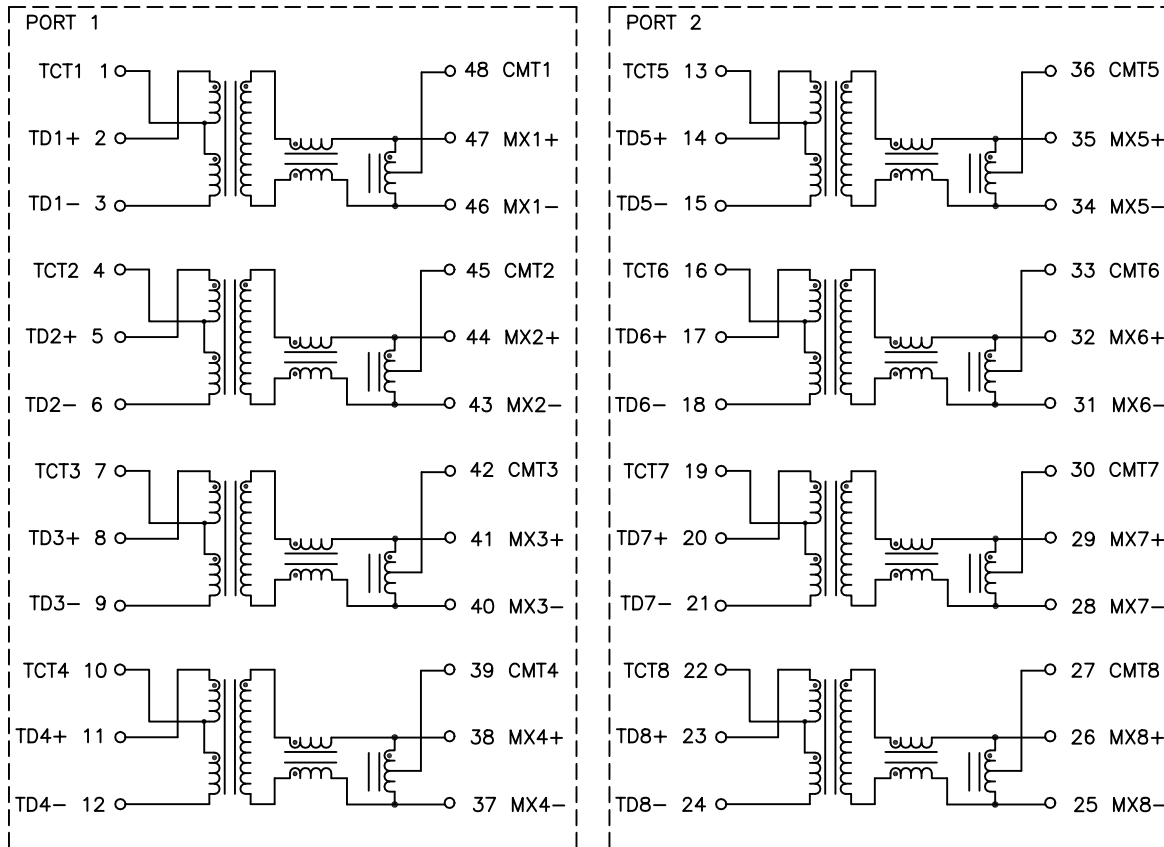 PORT 1
TCT1 1 48 CMT1
TD1+ 2 47 MX1+
TD1- 3 46 MX1-
TCT2 4 45 CMT2
TD2+ 5 44 MX2+
TD2- 6 43 MX2-
TCT3 7 42 CMT3
TD3+ 8 41 MX3+
TD3- 9 40 MX3-
TCT4 10 39 CMT4
TD4+ 11 38 MX4+
TD4- 12 37 MX4-
PORT 2
TCT5 13 36 CMT5
TD5+ 14 35 MX5+
TD5- 15 34 MX5-
TCT6 16 33 CMT6
TD6+ 17 32 MX6+
TD6- 18 31 MX6-
TCT7 19 30 CMT7
TD7+ 20 29 MX7+
TD7- 21 28 MX7-
TCT8 22 27 CMT8
TD8+ 23 26 MX8+
TD8- 24 25 MX8-